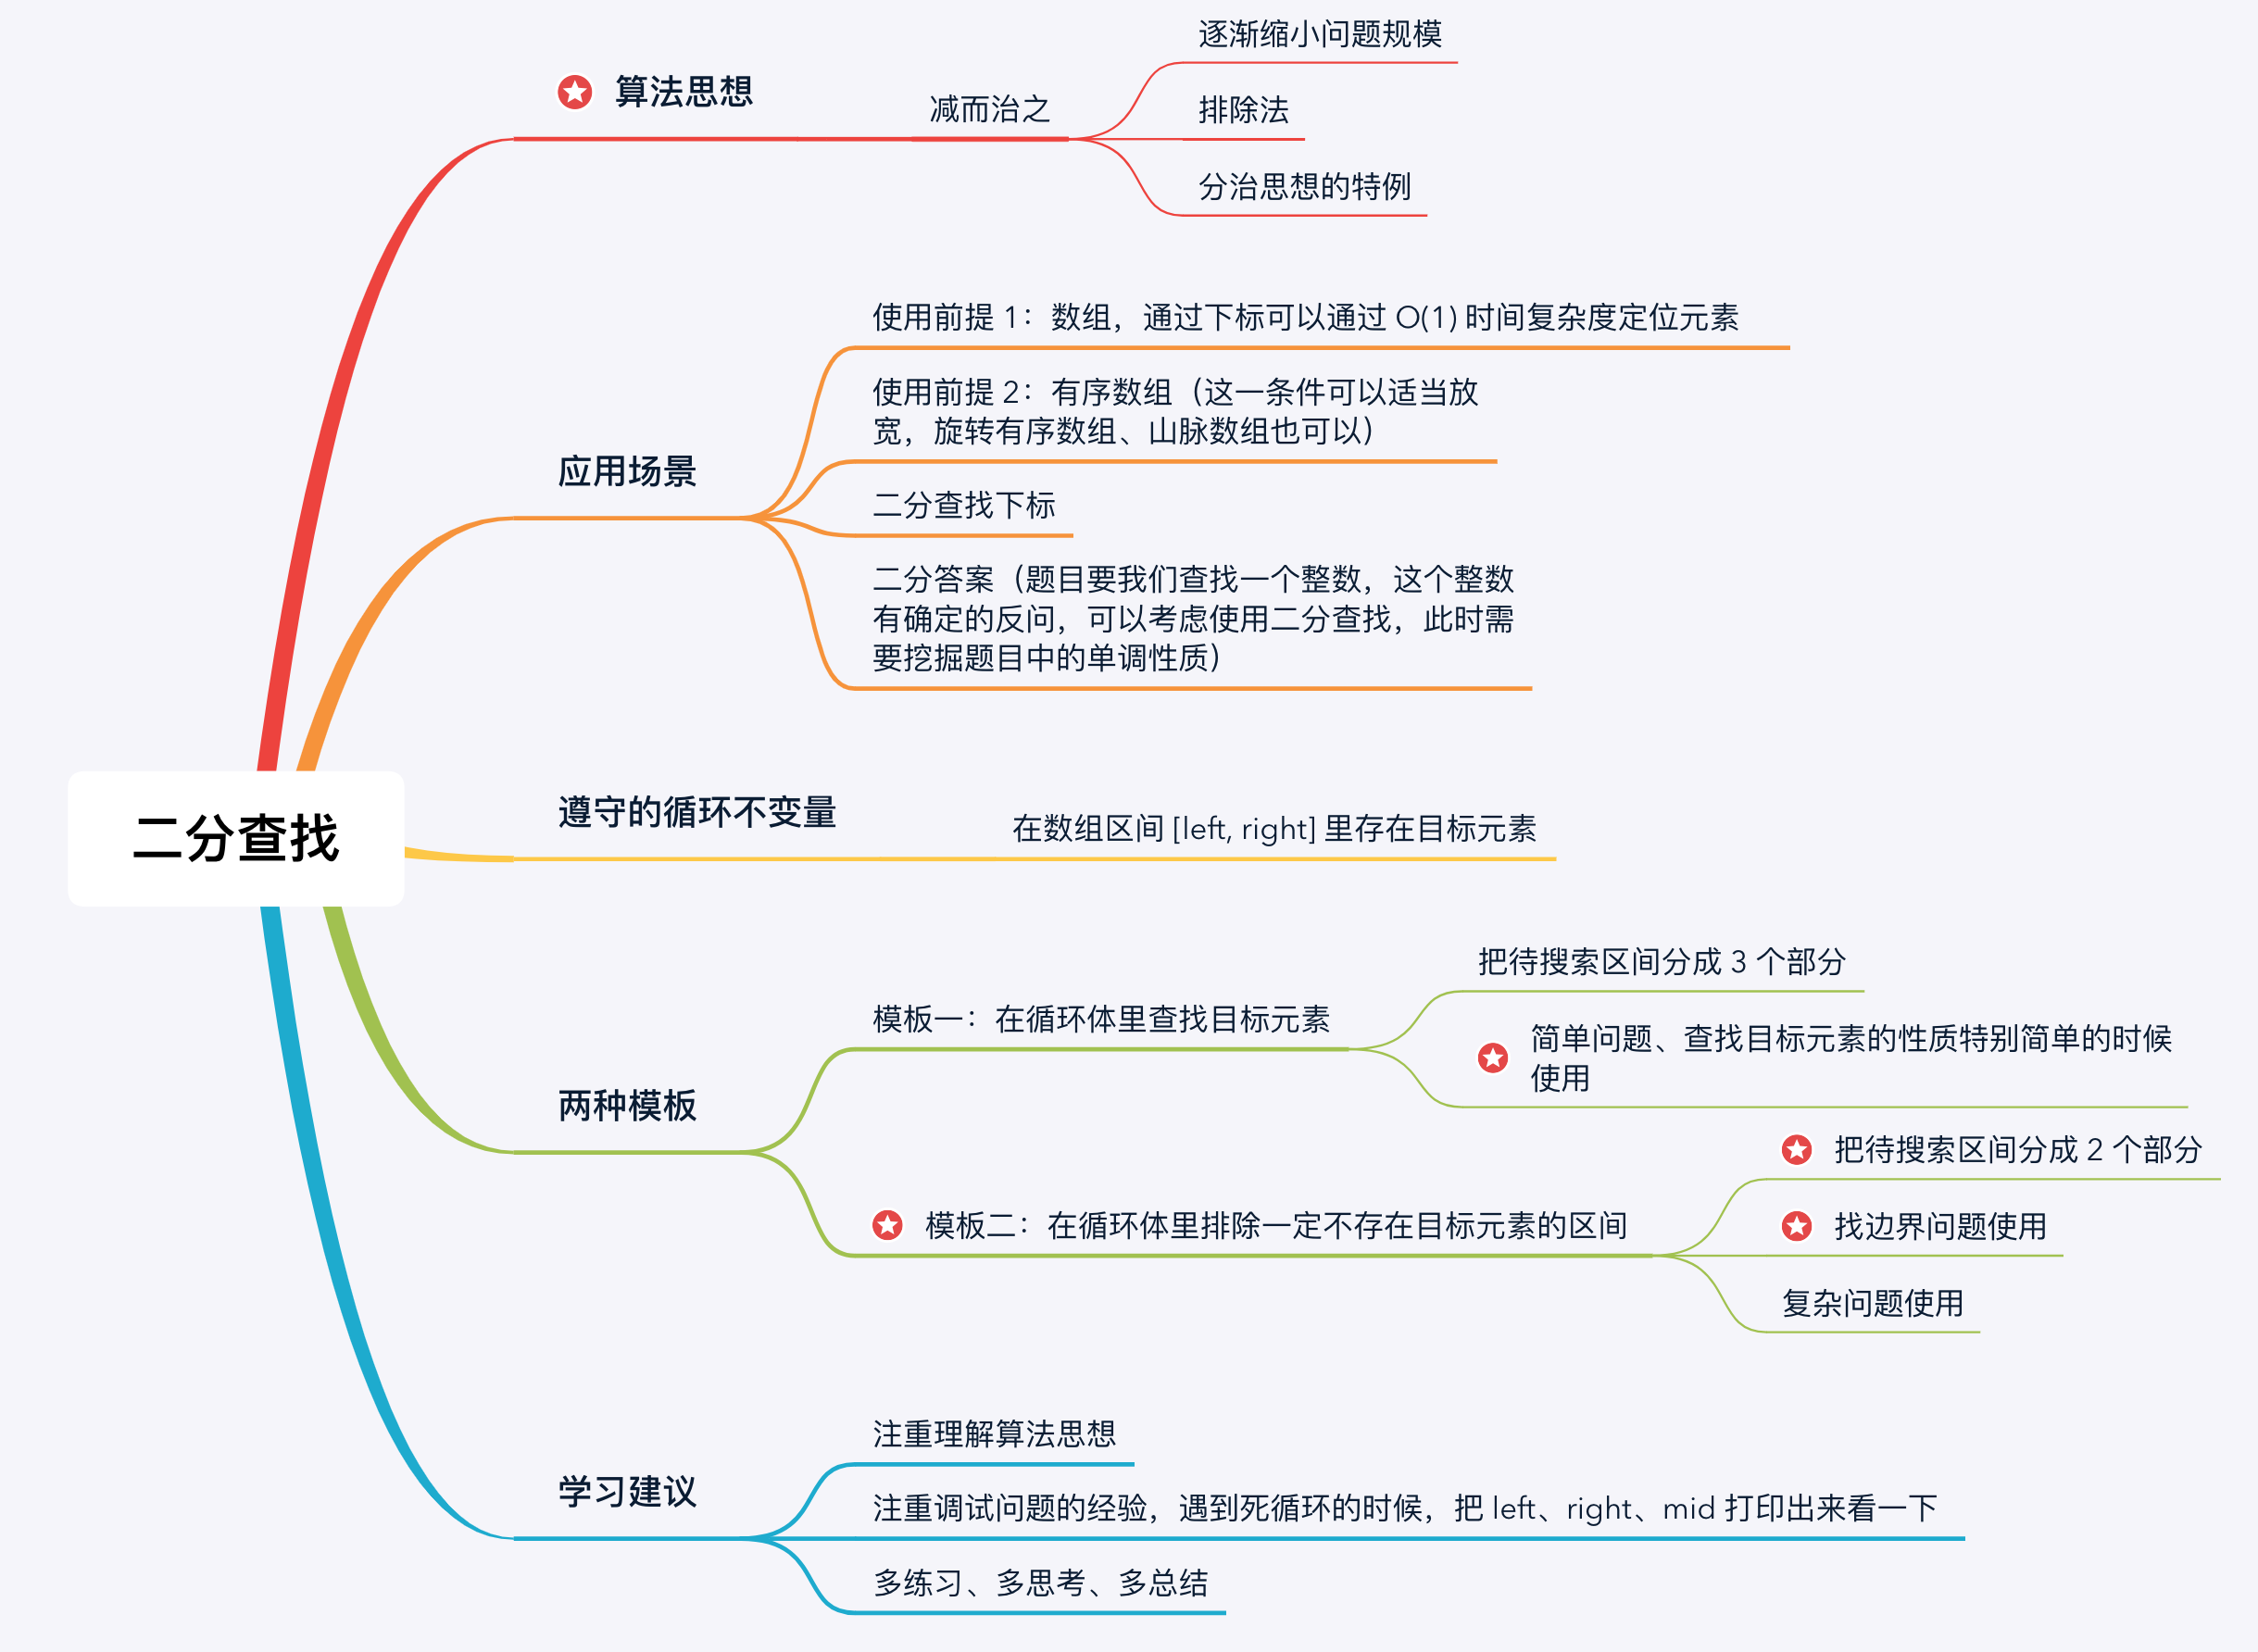 二分查找
算法思想
减而治之
逐渐缩小问题规模
排除法
分治思想的特例
应用场景
使用前提 1：数组，通过下标可以通过 O(1) 时间复杂度定位元素
使用前提 2：有序数组（这一条件可以适当放
宽，旋转有序数组、山脉数组也可以）
二分查找下标
二分答案（题目要我们查找一个整数，这个整数
有确定的反问，可以考虑使用二分查找，此时需
要挖掘题目中的单调性质）
遵守的循环不变量
在数组区间 [left, right] 里存在目标元素
两种模板
模板一：在循环体里查找目标元素
把待搜索区间分成 3 个部分
简单问题、查找目标元素的性质特别简单的时候
使用
模板二：在循环体里排除一定不存在目标元素的区间
把待搜索区间分成 2 个部分
找边界问题使用
复杂问题使用
学习建议
注重理解算法思想
注重调试问题的经验，遇到死循环的时候，把 left、right、mid 打印出来看一下
多练习、多思考、多总结